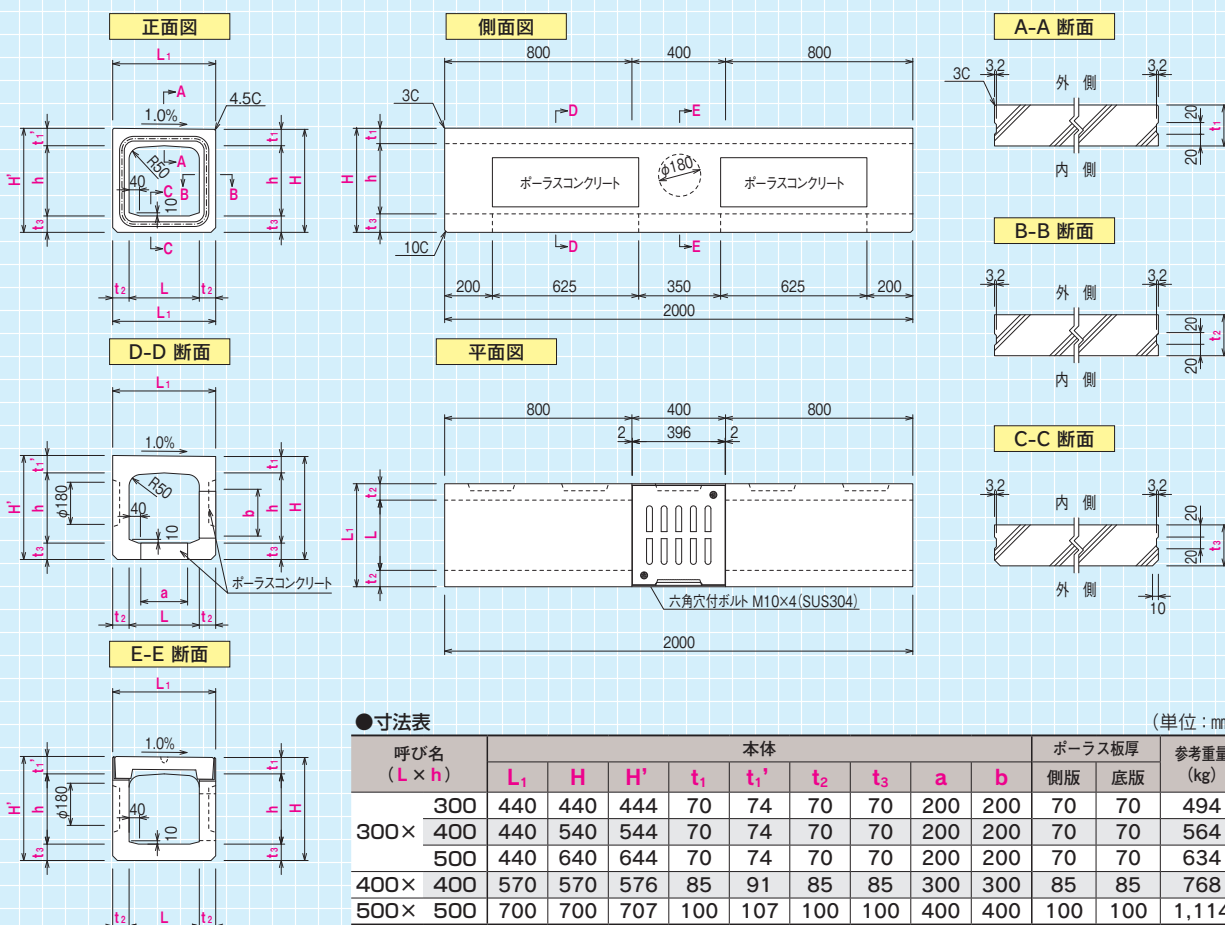 正面図
L₁
A
4.5C
1.0%
t₁'
t₁
R50
A
40
C
B
B
H'
h
10
h
H
t₃
C
t₃
t₂
L
t₂
L₁
側面図
800
400
800
3C
D
E
t₁
H
h
ポーラスコンクリート
φ180
ポーラスコンクリート
t₃
10C
D
E
200
625
350
625
200
2000
A-A 断面
3.2
3.2
3C
外 側
20
t₁
20
内 側
B-B 断面
3.2
3.2
外 側
20
t₂
20
内 側
C-C 断面
3.2
3.2
内 側
20
t₃
20
外 側
10
D-D 断面
L₁
1.0%
t₁'
t₁
R50
H'
h
φ180
40
10
b
h
H
t₃
t₃
ポーラスコンクリート
a
t₂
L
t₂
平面図
800
400
800
2
396
2
t₂
L₁
L
t₂
六角穴付ボルト M10×4(SUS304)
2000
E-E 断面
L₁
1.0%
t₁'
t₁
H'
h
φ180
40
10
h
H
t₃
t₃
t₂
L
t₂
●寸法表 (単位:㎜
呼び名 本体 ポーラス板厚 参考重量
(L×h) L₁ H H' t₁ t₁' t₂ t₃ a b 側版 底版 (kg)
300× 300 440 440 444 70 74 70 70 200 200 70 70 494
400 440 540 544 70 74 70 70 200 200 70 70 564
500 440 640 644 70 74 70 70 200 200 70 70 634
400× 400 570 570 576 85 91 85 85 300 300 85 85 768
500× 500 700 700 707 100 107 100 100 400 400 100 100 1,114